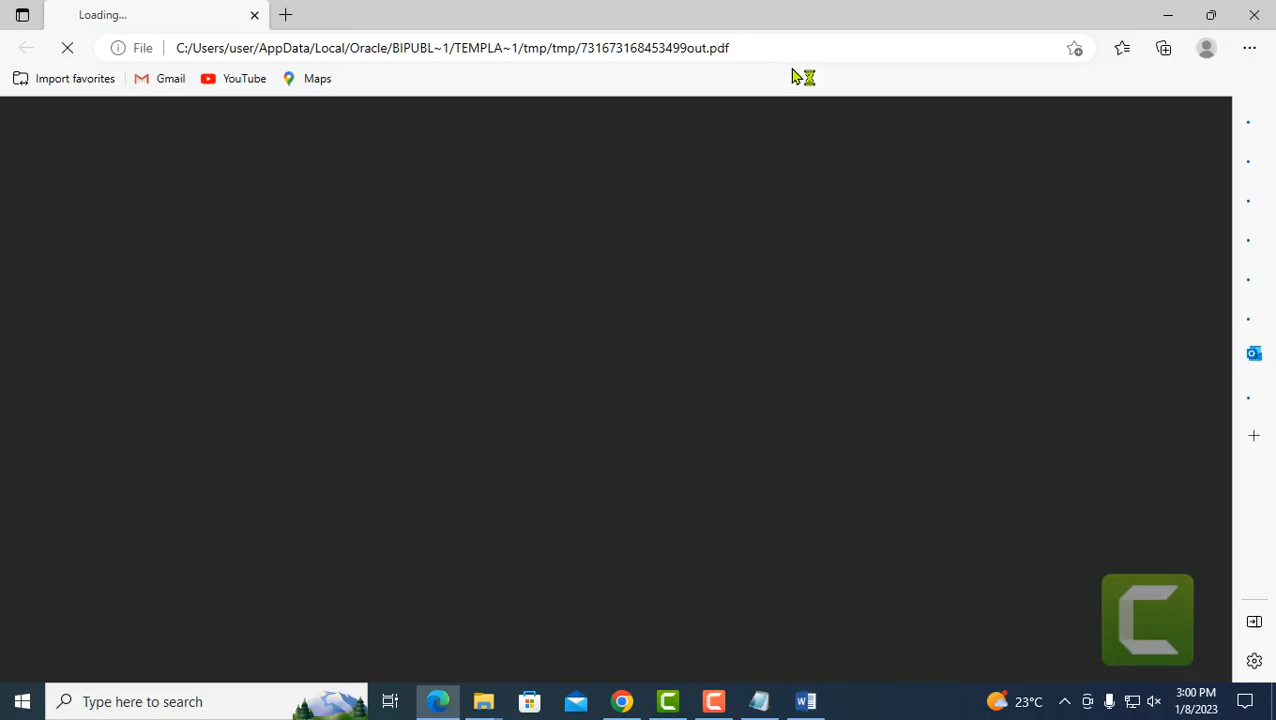 Loading...
File C:/Users/user/AppData/Local/Oracle/BIPUBL~1/TEMPLA~1/tmp/tmp/731673168453499out.pdf
Import favorites Gmail YouTube Maps
Type here to search
23°C
3:00 PM
1/8/2023